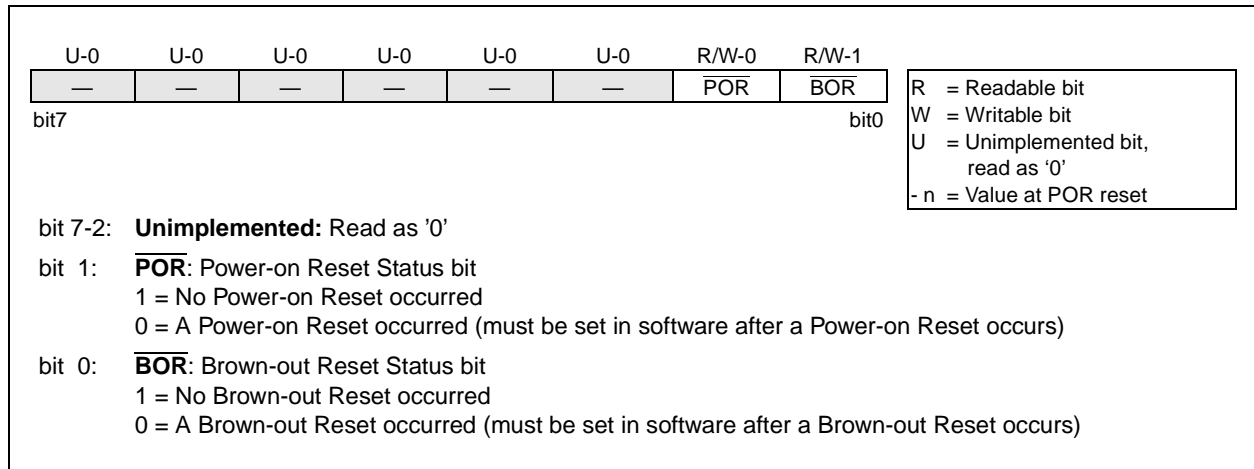 U-0 U-0 U-0 U-0 U-0 U-0 R/W-0 R/W-1
— — — — — — P̅O̅R̅ B̅O̅R̅
bit7 bit0
R = Readable bit
W = Writable bit
U = Unimplemented bit,
read as ‘0’
- n = Value at POR reset
bit 7-2: Unimplemented: Read as ’0’
bit 1: P̅O̅R̅: Power-on Reset Status bit
1 = No Power-on Reset occurred
0 = A Power-on Reset occurred (must be set in software after a Power-on Reset occurs)
bit 0: B̅O̅R̅: Brown-out Reset Status bit
1 = No Brown-out Reset occurred
0 = A Brown-out Reset occurred (must be set in software after a Brown-out Reset occurs)